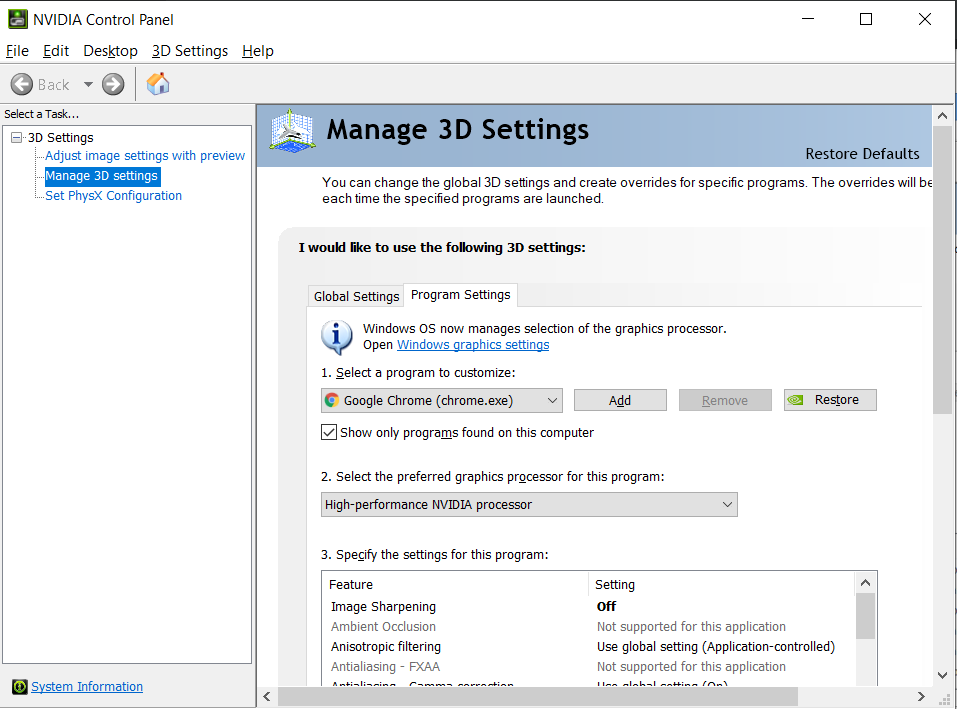 NVIDIA Control Panel
File Edit Desktop 3D Settings Help
Back
Select a Task...
3D Settings
Adjust image settings with preview
Manage 3D settings
Set PhysX Configuration
System Information
Manage 3D Settings
Restore Defaults
You can change the global 3D settings and create overrides for specific programs. The overrides will be
each time the specified programs are launched.
I would like to use the following 3D settings:
Global Settings Program Settings
Windows OS now manages selection of the graphics processor.
Open Windows graphics settings
1. Select a program to customize:
Google Chrome (chrome.exe) Add Remove Restore
Show only programs found on this computer
2. Select the preferred graphics processor for this program:
High-performance NVIDIA processor
3. Specify the settings for this program:
Feature Setting
Image Sharpening Off
Ambient Occlusion Not supported for this application
Anisotropic filtering Use global setting (Application-controlled)
Antialiasing - FXAA Not supported for this application
Antialiasing - Gamma correction Use global setting (On)